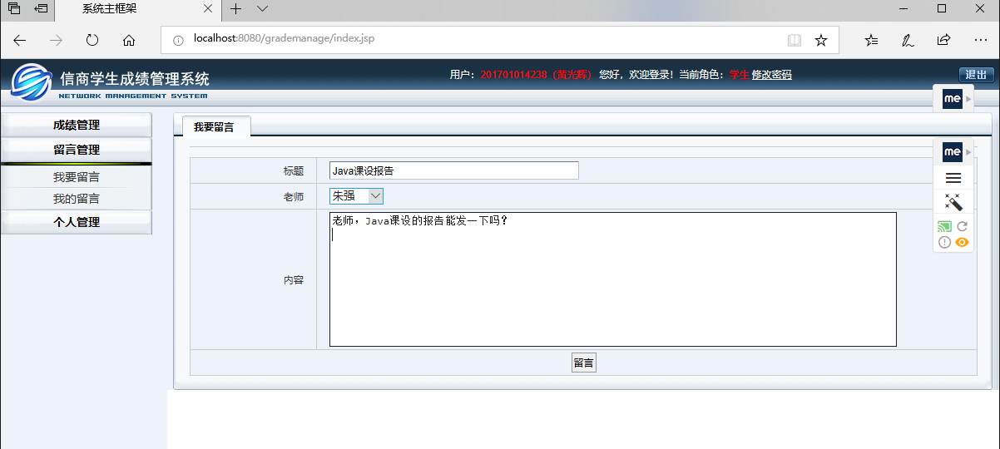 系统主框架
localhost:8080/grademanage/index.jsp
信商学生成绩管理系统
NETWORK MANAGEMENT SYSTEM
用户：201701014238（黄光辉） 您好，欢迎登录！当前角色：学生 修改密码
退出
me
成绩管理
留言管理
我要留言
我的留言
个人管理
我要留言
me
标题 Java课设报告
老师 朱强
内容 老师，Java课设的报告能发一下吗？
留言